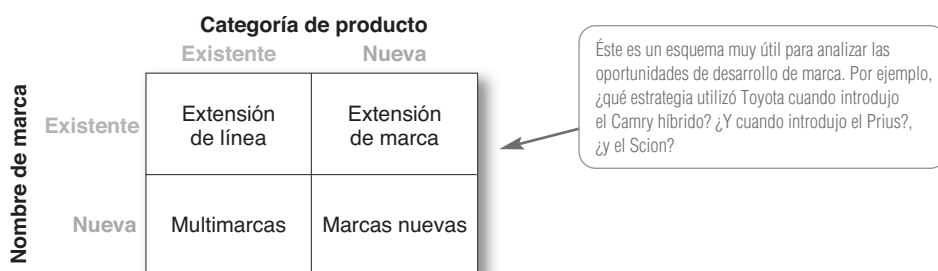 Categoría de producto
Existente
Nueva
Nombre de marca
Existente
Extensión
de línea
Extensión
de marca
Nueva
Multimarcas
Marcas nuevas
Éste es un esquema muy útil para analizar las
oportunidades de desarrollo de marca. Por ejemplo,
¿qué estrategia utilizó Toyota cuando introdujo
el Camry híbrido? ¿Y cuando introdujo el Prius?,
¿y el Scion?